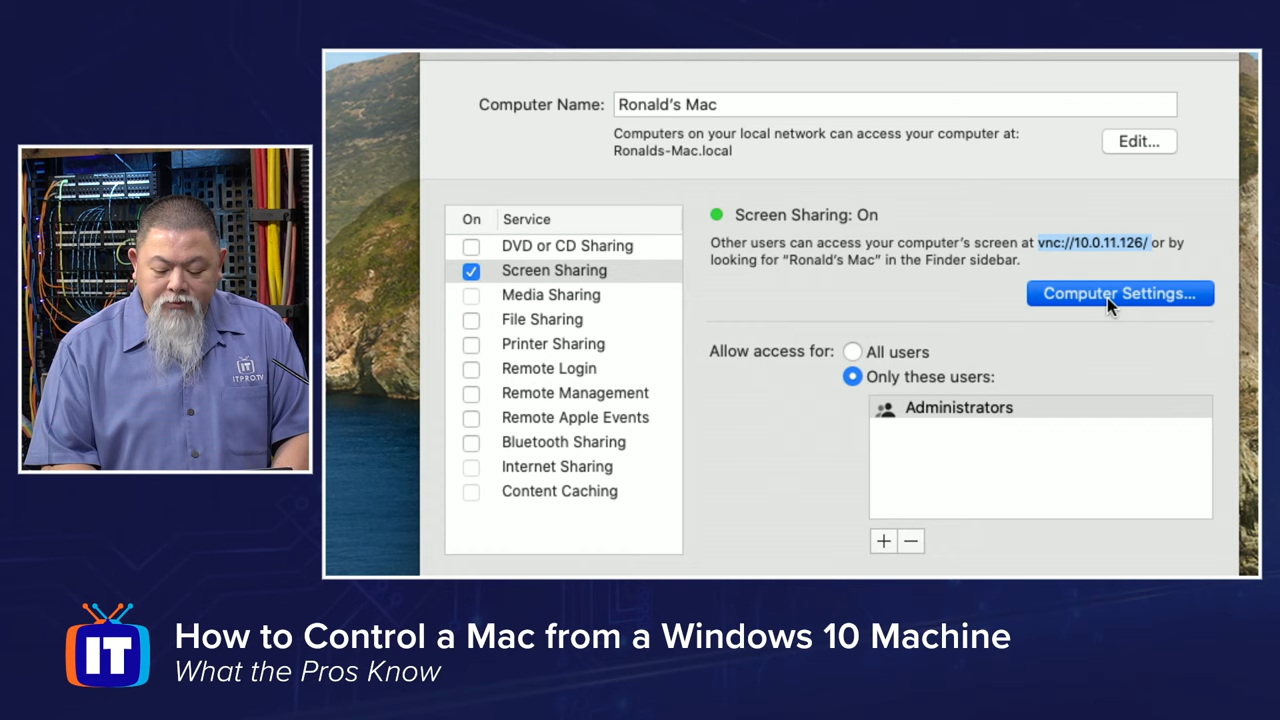 Computer Name: Ronald's Mac
Computers on your local network can access your computer at:
Ronalds-Mac.local
Edit...
On Service
DVD or CD Sharing
Screen Sharing
Media Sharing
File Sharing
Printer Sharing
Remote Login
Remote Management
Remote Apple Events
Bluetooth Sharing
Internet Sharing
Content Caching
Screen Sharing: On
Other users can access your computer's screen at vnc://10.0.11.126/ or by
looking for “Ronald's Mac” in the Finder sidebar.
Computer Settings...
Allow access for: All users
Only these users:
Administrators
+ −
IT
ITPRO.TV
IT
How to Control a Mac from a Windows 10 Machine
What the Pros Know